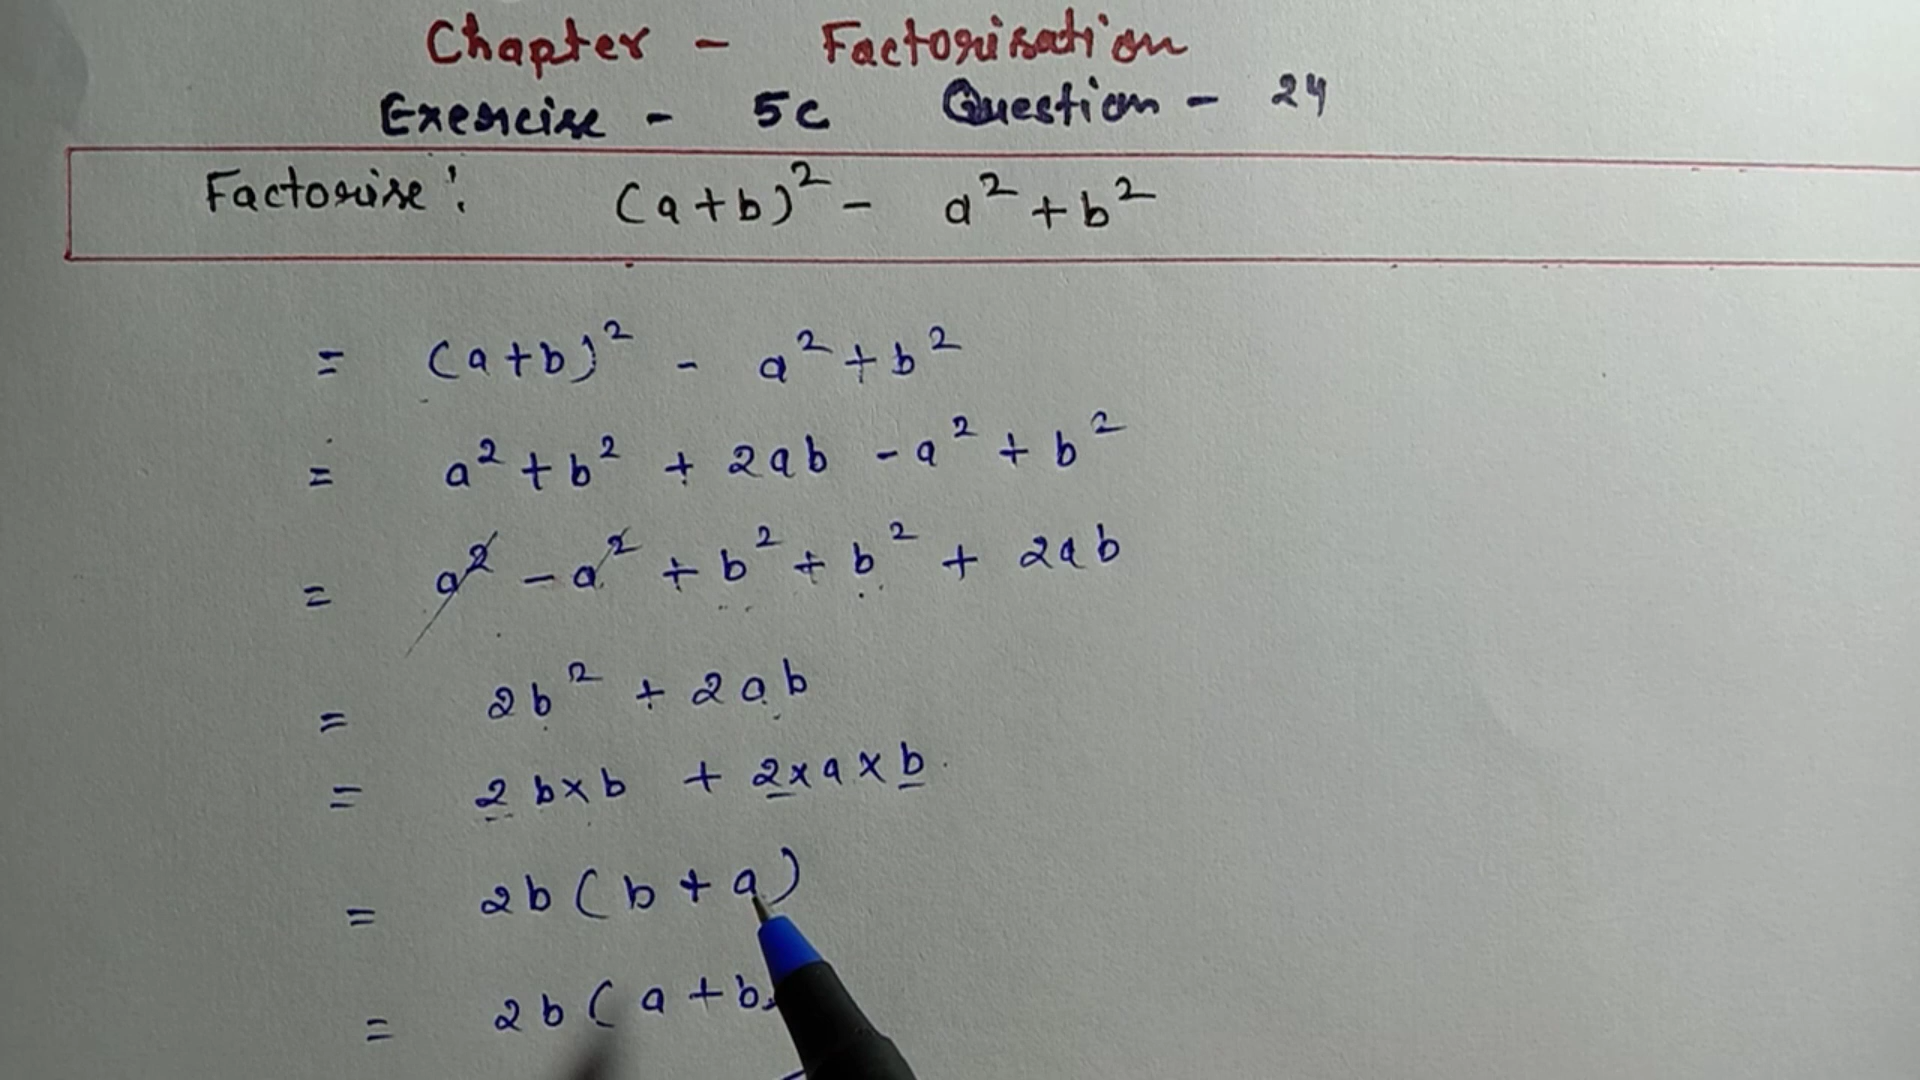 Chapter - Factorisation
Exercise - 5c Question - 24
Factorise : (a+b)² - a² + b²
= (a+b)² - a² + b²
= a² + b² + 2ab - a² + b²
= a² - a² + b² + b² + 2ab
= 2b² + 2ab
= 2 b×b + 2×a×b
= 2b ( b + a )
= 2b ( a + b